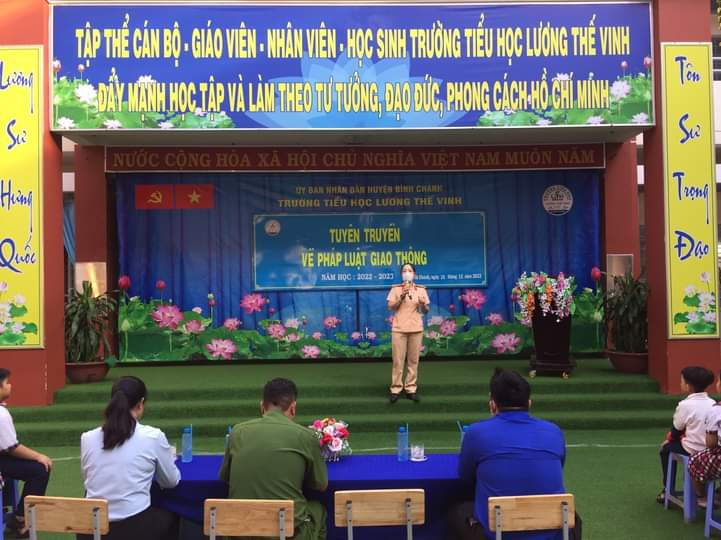 TẬP THỂ CÁN BỘ - GIÁO VIÊN - NHÂN VIÊN - HỌC SINH TRƯỜNG TIỂU HỌC LƯƠNG THẾ VINH
ĐẨY MẠNH HỌC TẬP VÀ LÀM THEO TƯ TƯỞNG, ĐẠO ĐỨC, PHONG CÁCH HỒ CHÍ MINH
Lương
Sư
Hưng
Quốc
NƯỚC CỘNG HÒA XÃ HỘI CHỦ NGHĨA VIỆT NAM MUÔN NĂM
ỦY BAN NHÂN DÂN HUYỆN BÌNH CHÁNH
TRƯỜNG TIỂU HỌC LƯƠNG THẾ VINH
TUYÊN TRUYỀN
VỀ PHÁP LUẬT GIAO THÔNG
NĂM HỌC : 2022 - 2023
Tôn
Sư
Trọng
Đạo